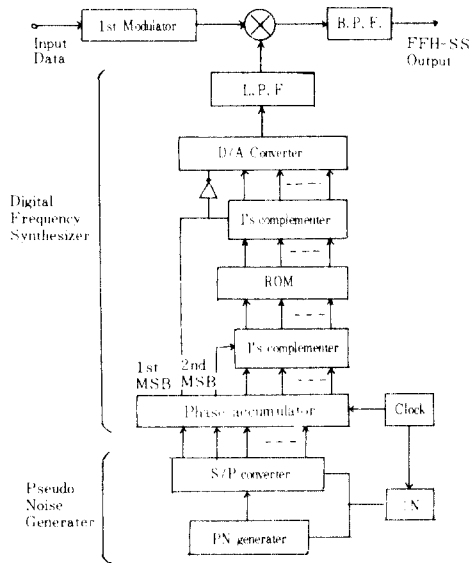 1st Modulator
B.P.F.
Input
Data
FFH-SS
Output
L.P.F
D/A Converter
Digital
Frequency
Synthesizer
1's complementer
ROM
1's complementer
1st
MSB
2nd
MSB
Phase accumulator
Clock
S/P converter
Pseudo
Noise
Generater
PN generater